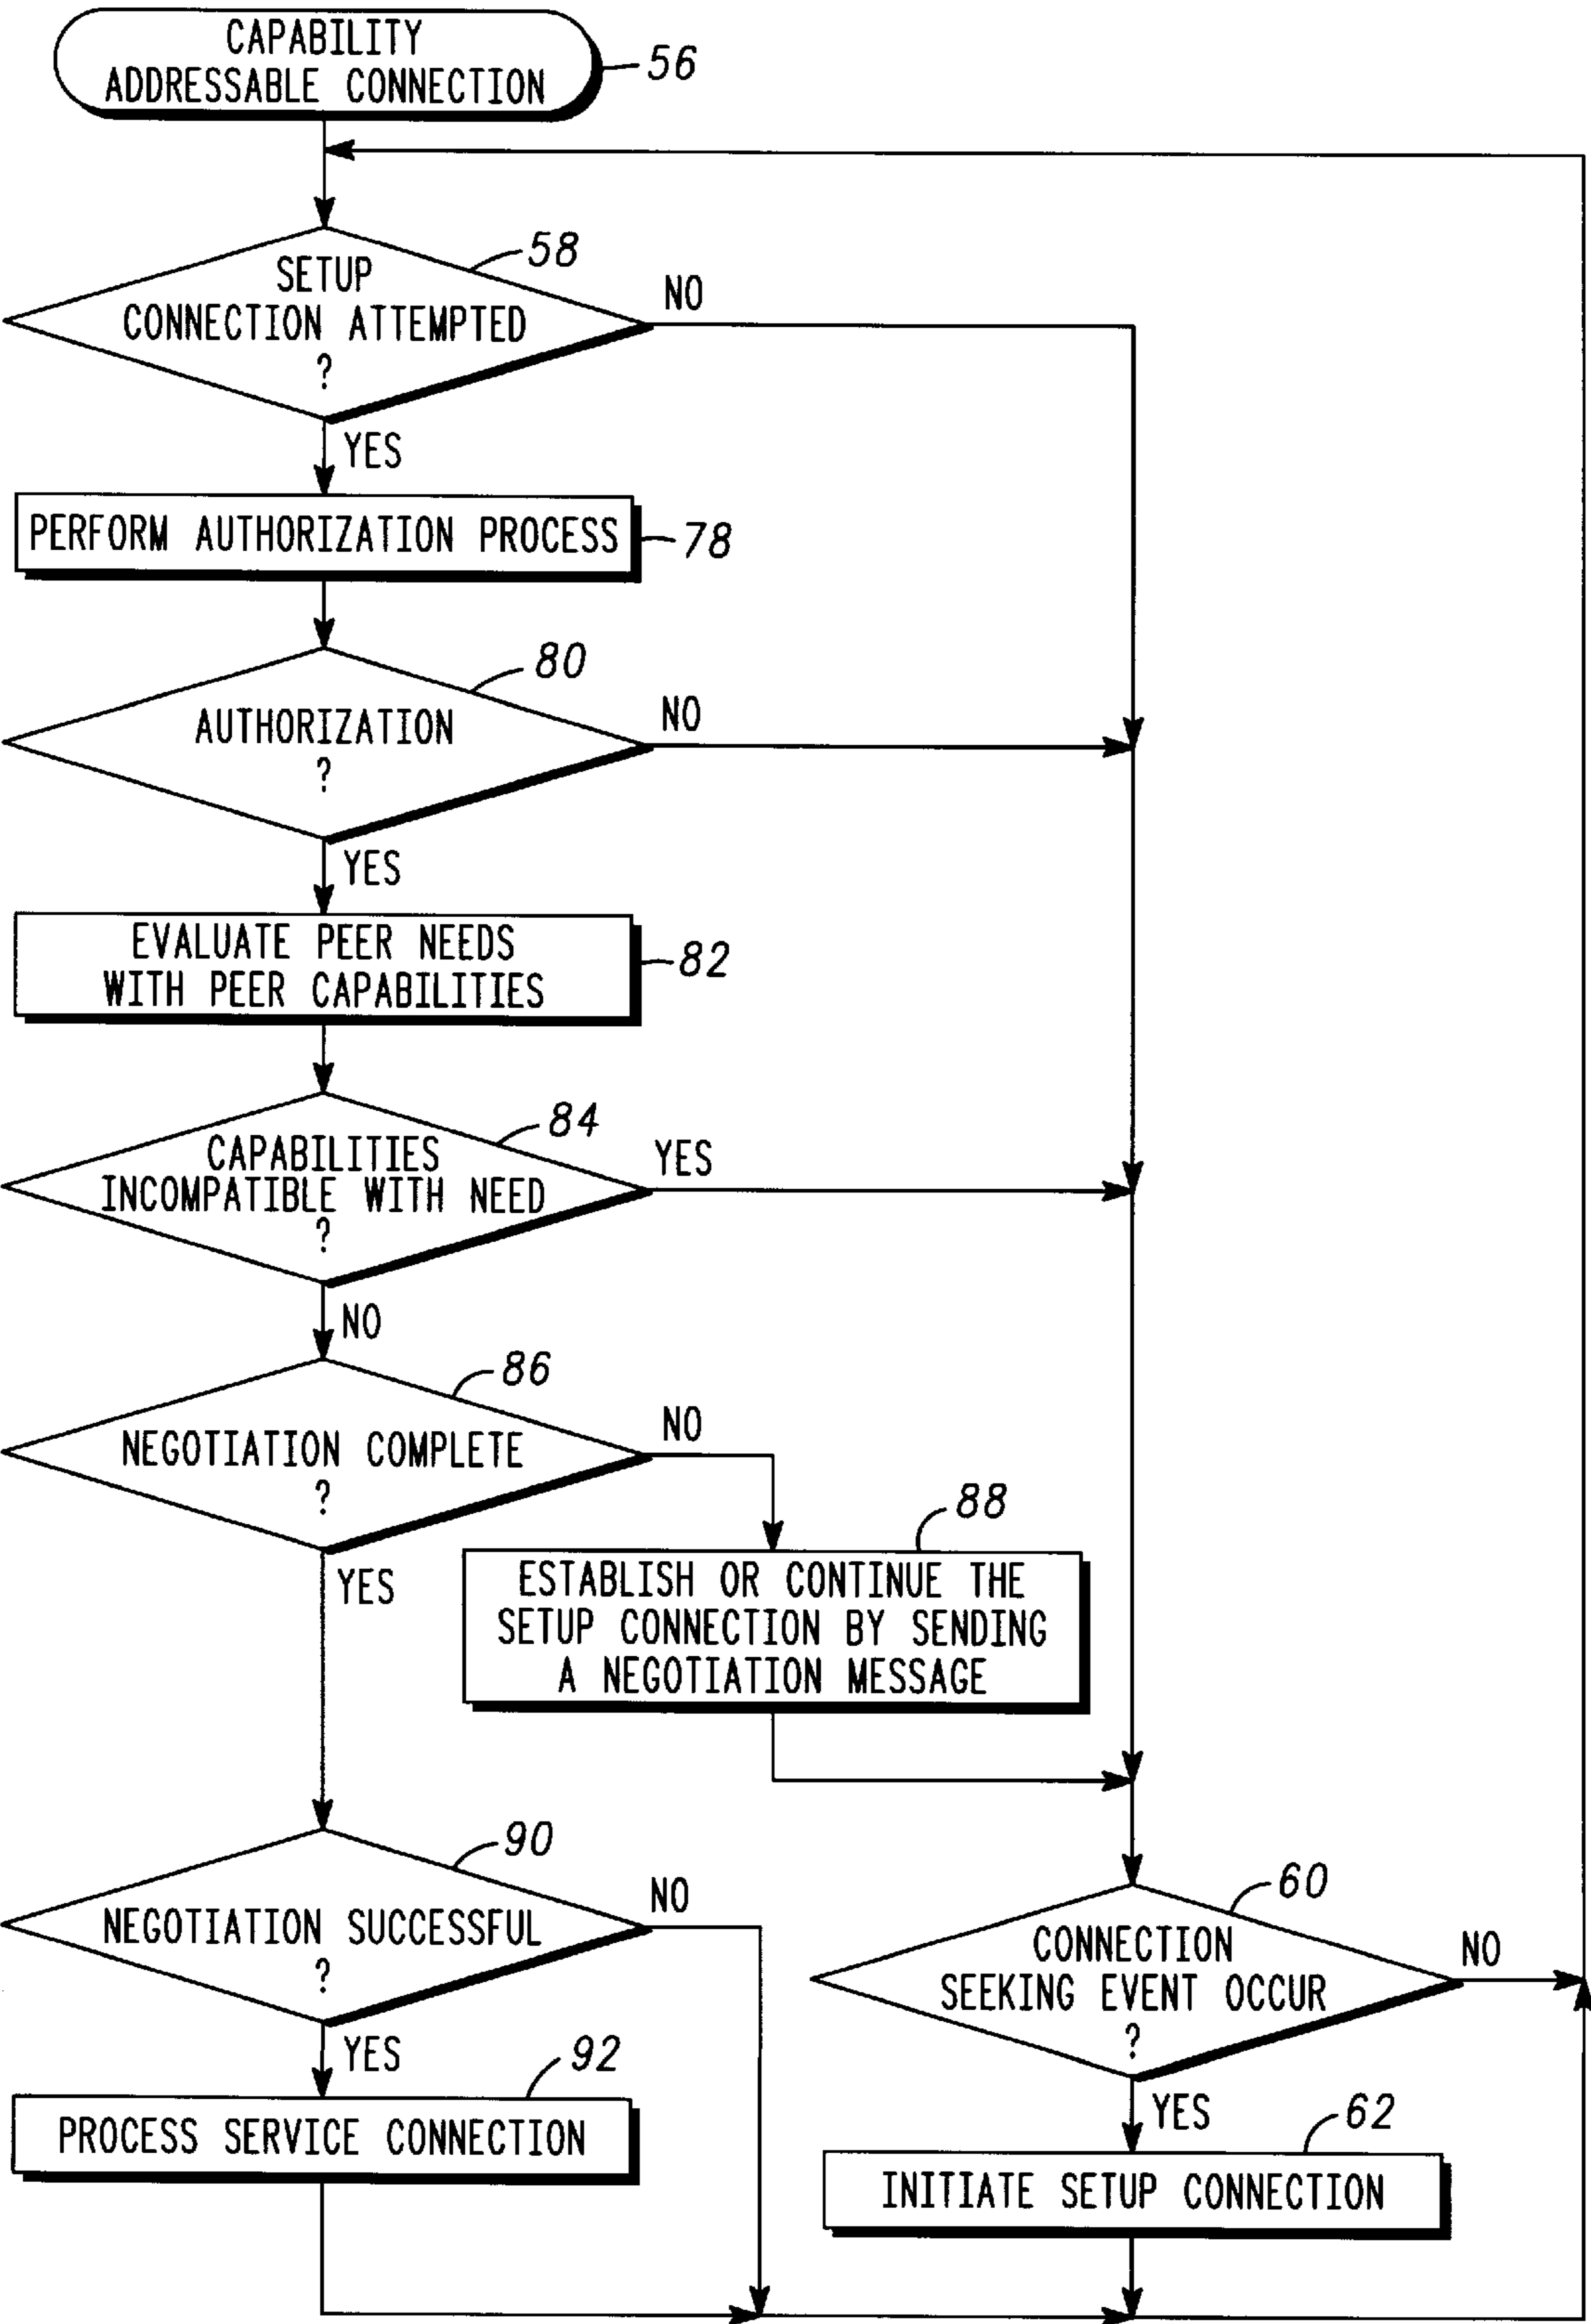 CAPABILITY
ADDRESSABLE CONNECTION
56
58
SETUP
CONNECTION ATTEMPTED
?
NO
YES
PERFORM AUTHORIZATION PROCESS
78
80
AUTHORIZATION
?
NO
YES
EVALUATE PEER NEEDS
WITH PEER CAPABILITIES
82
84
CAPABILITIES
INCOMPATIBLE WITH NEED
?
YES
NO
86
NEGOTIATION COMPLETE
?
NO
YES
88
ESTABLISH OR CONTINUE THE
SETUP CONNECTION BY SENDING
A NEGOTIATION MESSAGE
90
NEGOTIATION SUCCESSFUL
?
NO
YES
92
PROCESS SERVICE CONNECTION
60
CONNECTION
SEEKING EVENT OCCUR
?
NO
YES
62
INITIATE SETUP CONNECTION